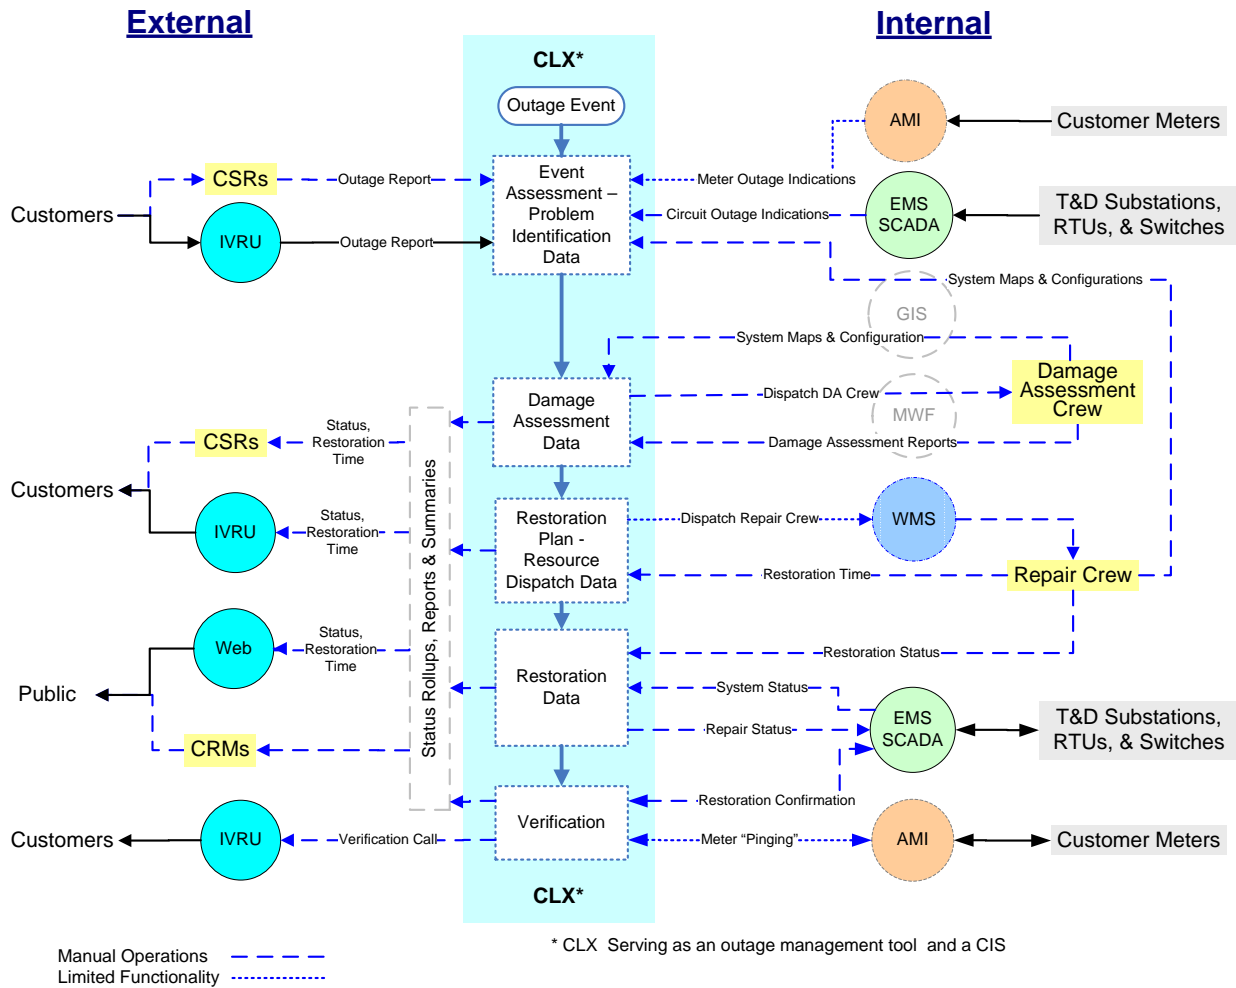 External
Internal
CLX*
Outage Event
AMI
Customer Meters
Event
Assessment –
Problem
Identification
Data
CSRs
Outage Report
Meter Outage Indications
Customers
IVRU
Outage Report
Circuit Outage Indications
EMS
SCADA
T&D Substations,
RTUs, & Switches
System Maps & Configurations
GIS
System Maps & Configuration
Damage
Assessment
Crew
Damage
Assessment
Data
Dispatch DA Crew
MWF
Damage Assessment Reports
Status Rollups, Reports & Summaries
Status,
Restoration
Time
CSRs
Customers
IVRU
Status,
Restoration
Time
Restoration
Plan -
Resource
Dispatch Data
Dispatch Repair Crew
WMS
Restoration Time
Repair Crew
Web
Status,
Restoration
Time
Public
CRMs
Restoration
Data
Restoration Status
System Status
Repair Status
EMS
SCADA
T&D Substations,
RTUs, & Switches
Restoration Confirmation
Verification
Customers
IVRU
Verification Call
Meter “Pinging”
AMI
Customer Meters
CLX*
* CLX Serving as an outage management tool and a CIS
Manual Operations
Limited Functionality